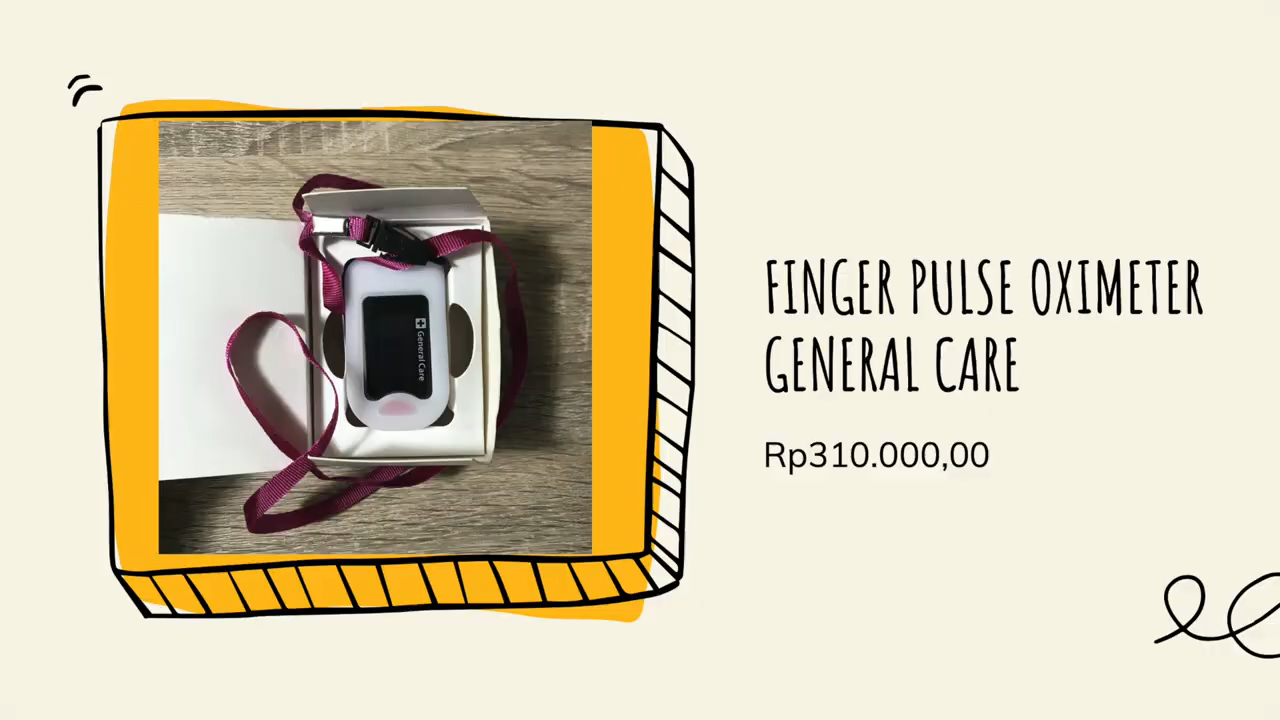 FINGER PULSE OXIMETER
GENERAL CARE
Rp310.000,00
General Care